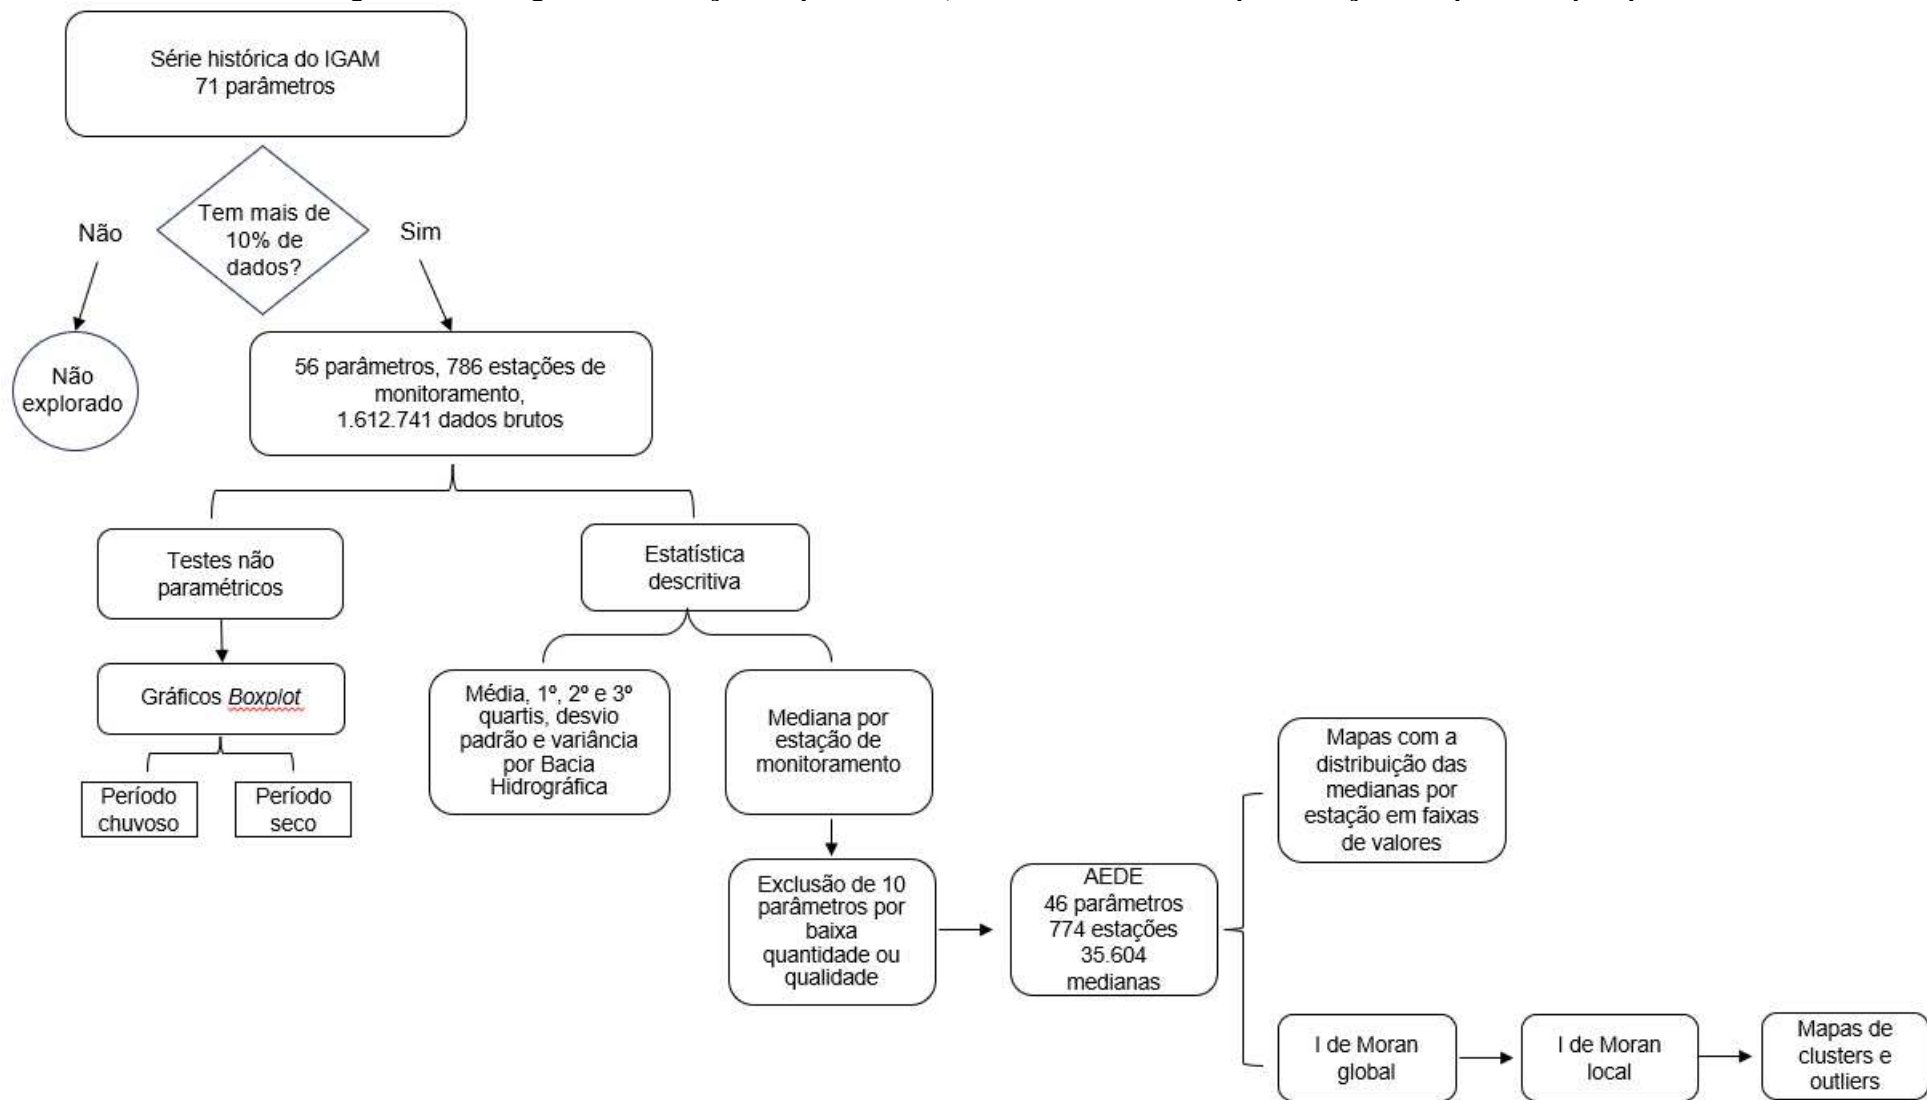 Série histórica do IGAM
71 parâmetros
Tem mais de
10% de
dados?
Não
Sim
Não
explorado
56 parâmetros, 786 estações de
monitoramento,
1.612.741 dados brutos
Testes não
paramétricos
Estatística
descritiva
Gráficos Boxplot
Período
chuvoso
Período
seco
Média, 1º, 2º e 3º
quartis, desvio
padrão e variância
por Bacia
Hidrográfica
Mediana por
estação de
monitoramento
Exclusão de 10
parâmetros por
baixa
quantidade ou
qualidade
AEDE
46 parâmetros
774 estações
35.604
medianas
Mapas com a
distribuição das
medianas por
estação em faixas
de valores
I de Moran
global
I de Moran
local
Mapas de
clusters e
outliers